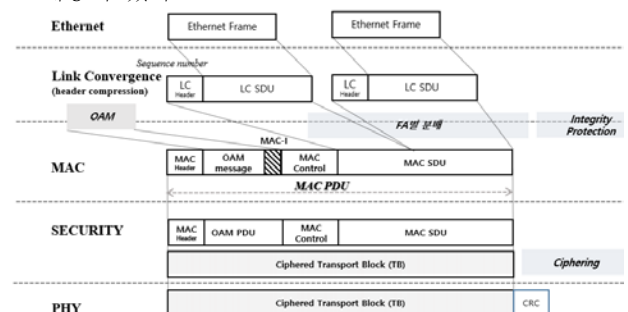 Ethernet
Ethernet Frame
Ethernet Frame
Sequence number
Link Convergence
(header compression)
LC
Header
LC SDU
LC
Header
LC SDU
OAM
FA별 분배
Integrity
Protection
MAC-I
MAC
MAC
Header
OAM
message
MAC
Control
MAC SDU
MAC PDU
SECURITY
MAC
Header
OAM PDU
MAC
Control
MAC SDU
Ciphered Transport Block (TB)
Ciphering
PHY
Ciphered Transport Block (TB)
CRC